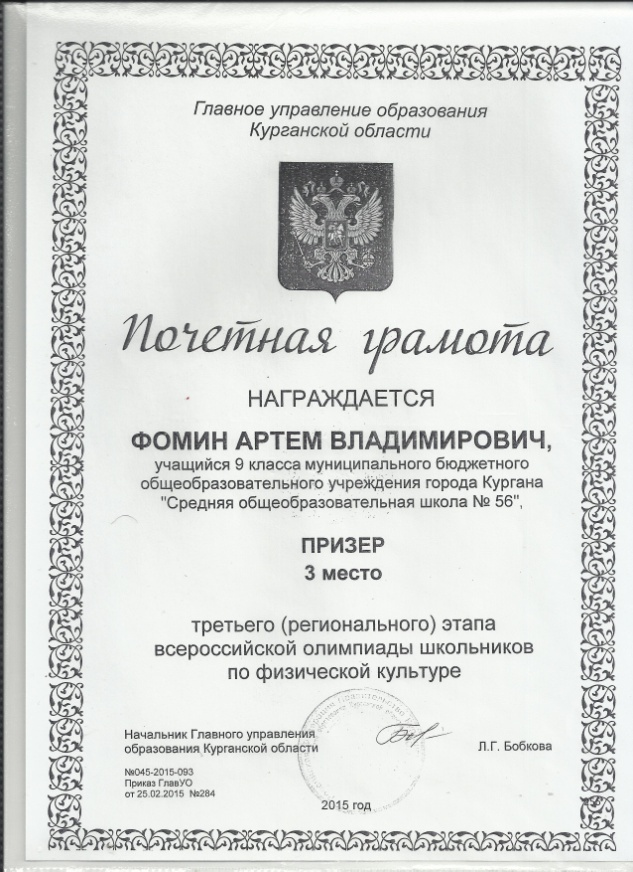 Главное управление образования
Курганской области
Почетная грамота
НАГРАЖДАЕТСЯ
ФОМИН АРТЕМ ВЛАДИМИРОВИЧ,
учащийся 9 класса муниципального бюджетного
общеобразовательного учреждения города Кургана
"Средняя общеобразовательная школа № 56",
ПРИЗЕР
3 место
третьего (регионального) этапа
всероссийской олимпиады школьников
по физической культуре
Начальник Главного управления
образования Курганской области
Л.Г. Бобкова
№045-2015-093
Приказ ГлавУО
от 25.02.2015 №284
2015 год